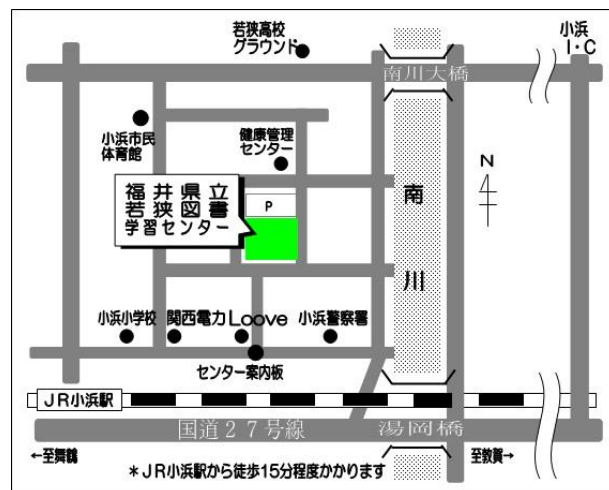 若狭高校
グラウンド
小浜
I・C
南川大橋
小浜市民
体育館
健康管理
センター
N
福井県立
若狭図書
学習センター
P
南
川
小浜小学校
関西電力
Loove
小浜警察署
センター案内板
JR小浜駅
国道27号線
湯岡橋
←至舞鶴
至敦賀→
*JR小浜駅から徒歩15分程度かかります